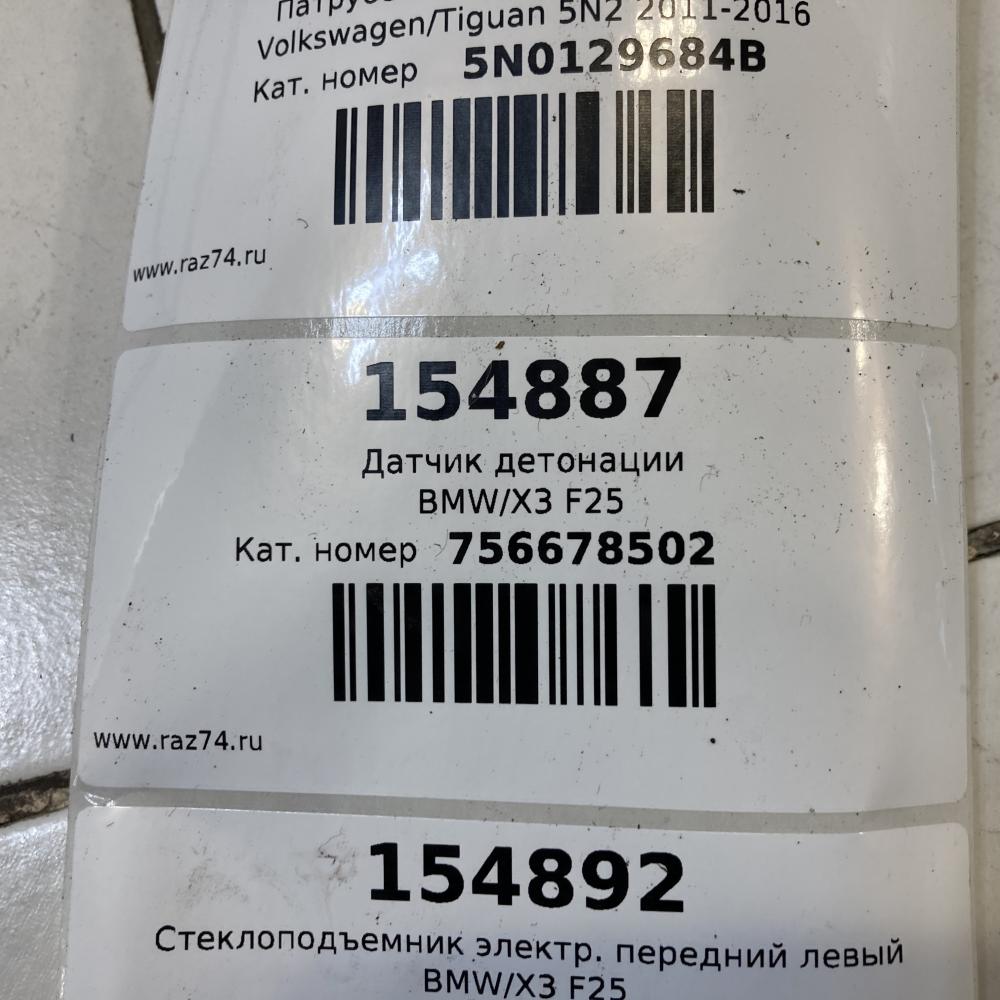 Volkswagen/Tiguan 5N2 2011-2016
Кат. номер 5N0129684B
www.raz74.ru
154887
Датчик детонации
BMW/X3 F25
Кат. номер 756678502
www.raz74.ru
154892
Стеклоподъемник электр. передний левый
BMW/X3 F25